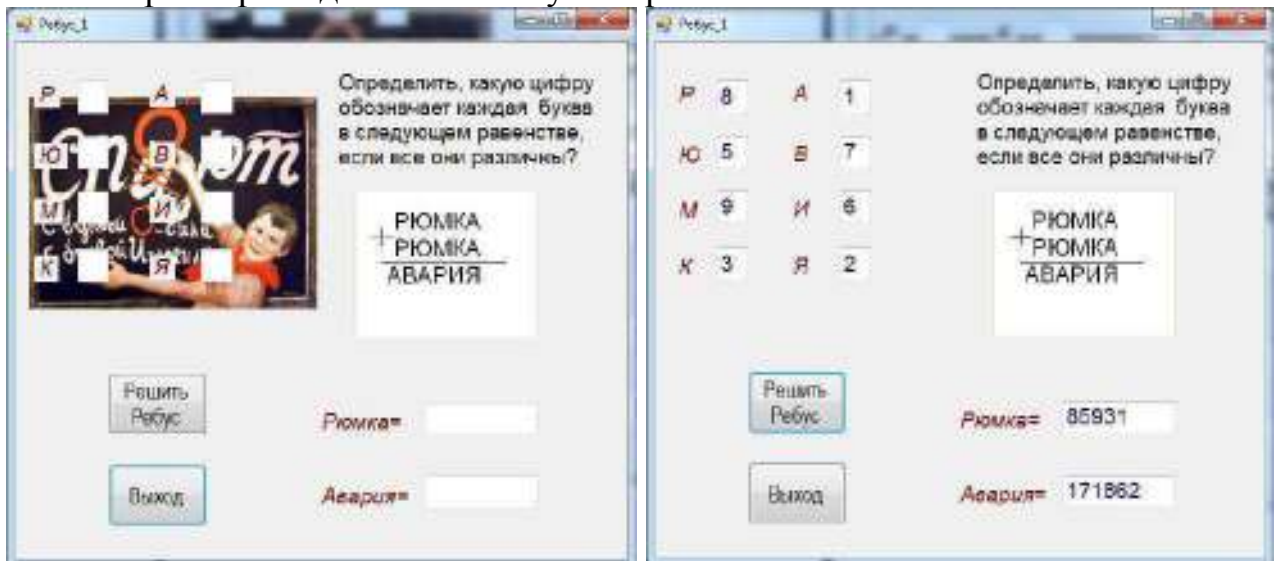 Ребус_1
Р А
Ю В
М И
К Я
Спорт
Определить, какую цифру
обозначает каждая буква
в следующем равенстве,
если все они различны?
РЮМКА
+
РЮМКА
АВАРИЯ
Решить
Ребус
Рюмка=
Выход
Авария=
Ребус_1
Р 8 А 1
Ю 5 В 7
М 9 И 6
К 3 Я 2
Определить, какую цифру
обозначает каждая буква
в следующем равенстве,
если все они различны?
РЮМКА
+
РЮМКА
АВАРИЯ
Решить
Ребус
Рюмка= 85931
Выход
Авария= 171862